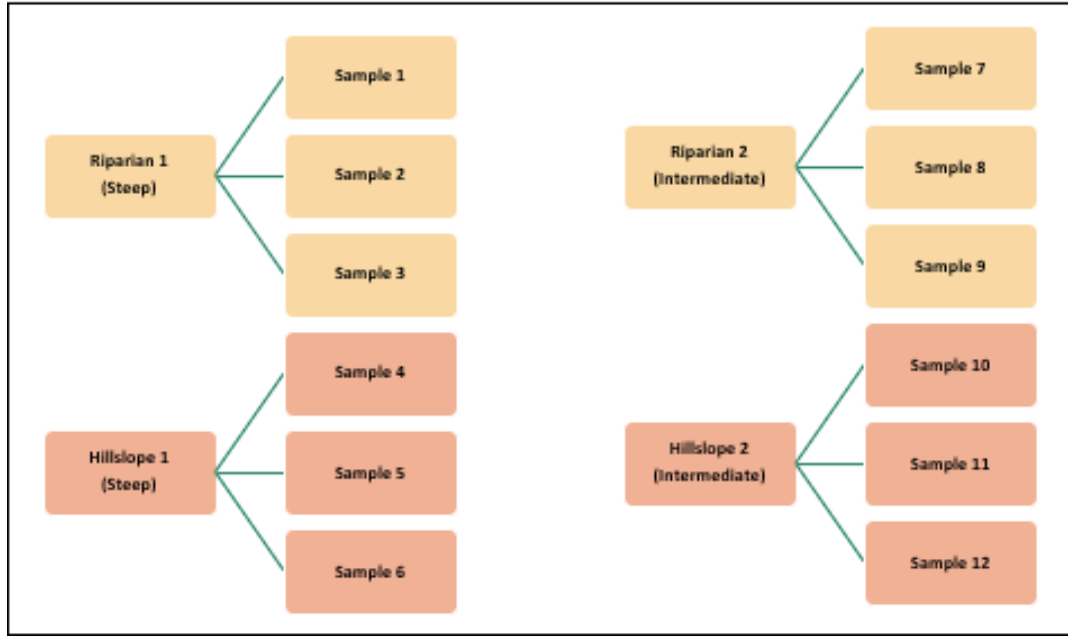 Riparian 1
(Steep)
Sample 1
Sample 2
Sample 3
Hillslope 1
(Steep)
Sample 4
Sample 5
Sample 6
Riparian 2
(Intermediate)
Sample 7
Sample 8
Sample 9
Hillslope 2
(Intermediate)
Sample 10
Sample 11
Sample 12